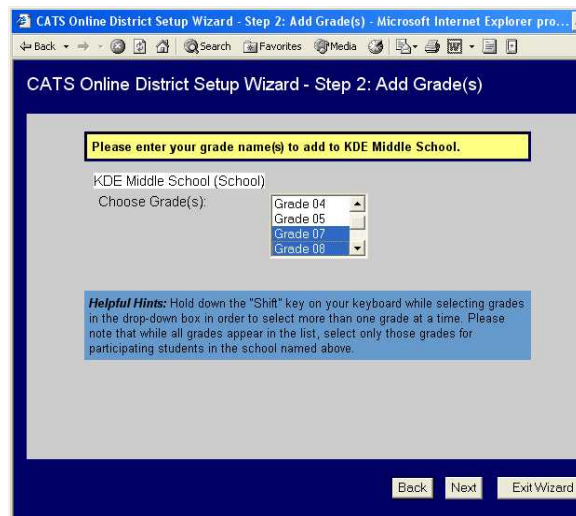 CATS Online District Setup Wizard - Step 2: Add Grade(s) - Microsoft Internet Explorer pro...
Back Search Favorites Media
CATS Online District Setup Wizard - Step 2: Add Grade(s)
Please enter your grade name(s) to add to KDE Middle School.
KDE Middle School (School)
Choose Grade(s):
Grade 04
Grade 05
Grade 07
Grade 08
Helpful Hints: Hold down the "Shift" key on your keyboard while selecting grades
in the drop-down box in order to select more than one grade at a time. Please
note that while all grades appear in the list, select only those grades for
participating students in the school named above.
Back Next Exit Wizard